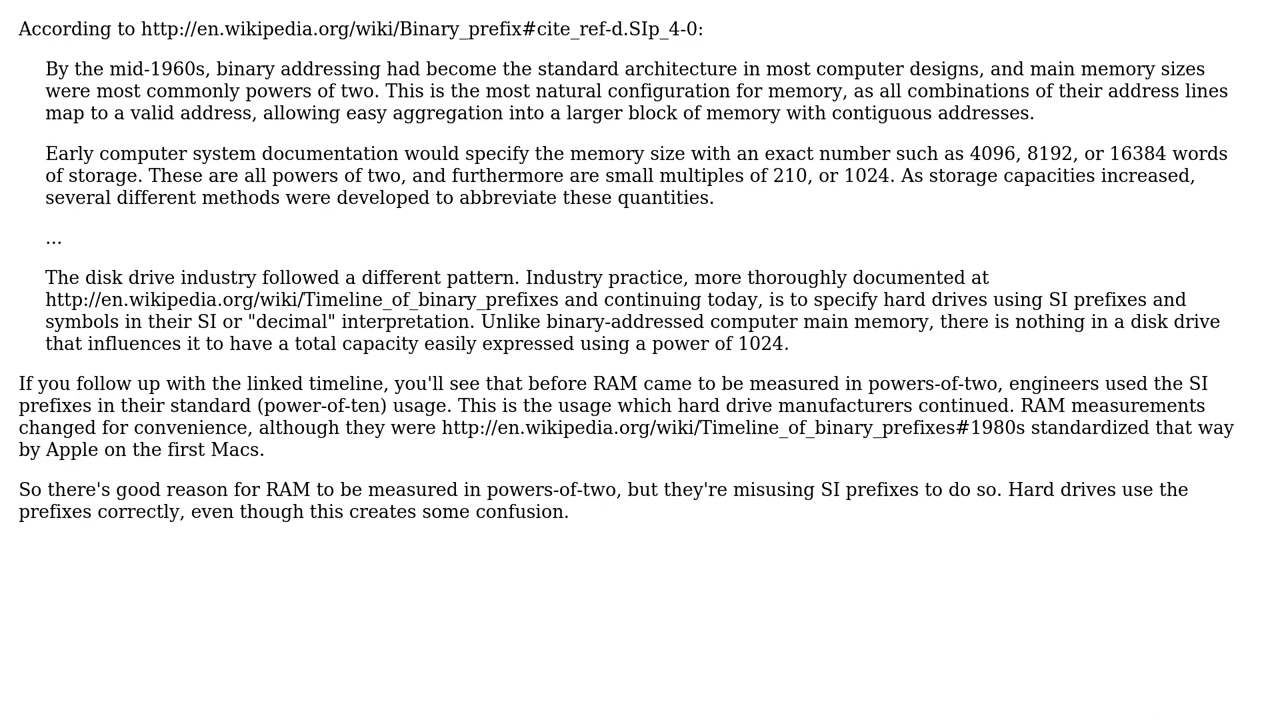 According to http://en.wikipedia.org/wiki/Binary_prefix#cite_ref-d.SIp_4-0:
By the mid-1960s, binary addressing had become the standard architecture in most computer designs, and main memory sizes
were most commonly powers of two. This is the most natural configuration for memory, as all combinations of their address lines
map to a valid address, allowing easy aggregation into a larger block of memory with contiguous addresses.
Early computer system documentation would specify the memory size with an exact number such as 4096, 8192, or 16384 words
of storage. These are all powers of two, and furthermore are small multiples of 210, or 1024. As storage capacities increased,
several different methods were developed to abbreviate these quantities.
...
The disk drive industry followed a different pattern. Industry practice, more thoroughly documented at
http://en.wikipedia.org/wiki/Timeline_of_binary_prefixes and continuing today, is to specify hard drives using SI prefixes and
symbols in their SI or "decimal" interpretation. Unlike binary-addressed computer main memory, there is nothing in a disk drive
that influences it to have a total capacity easily expressed using a power of 1024.
If you follow up with the linked timeline, you'll see that before RAM came to be measured in powers-of-two, engineers used the SI
prefixes in their standard (power-of-ten) usage. This is the usage which hard drive manufacturers continued. RAM measurements
changed for convenience, although they were http://en.wikipedia.org/wiki/Timeline_of_binary_prefixes#1980s standardized that way
by Apple on the first Macs.
So there's good reason for RAM to be measured in powers-of-two, but they're misusing SI prefixes to do so. Hard drives use the
prefixes correctly, even though this creates some confusion.